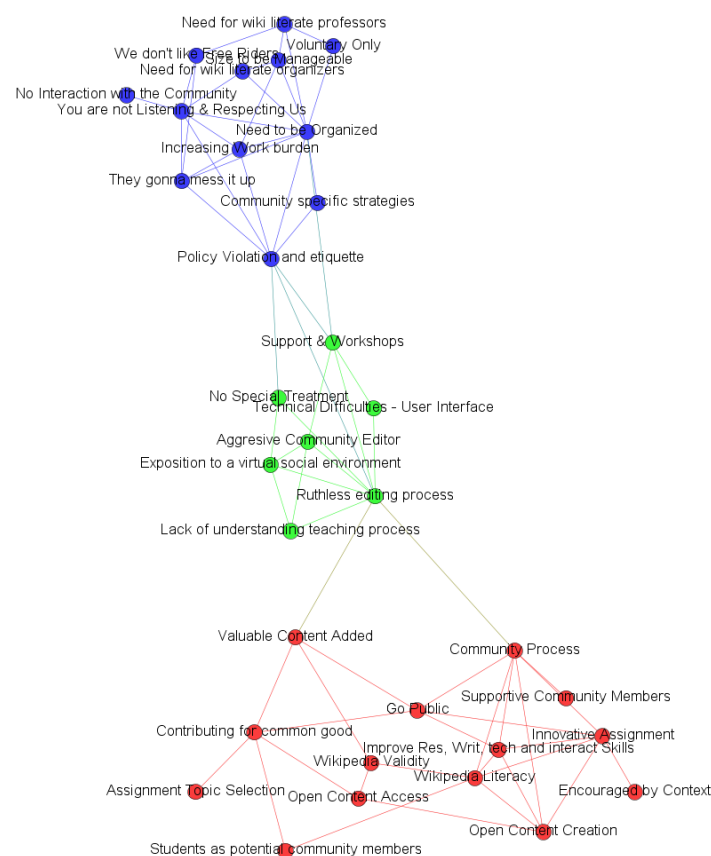 Need for wiki literate professors
Voluntary Only
We don't like Free Riders
Size to be Manageable
Need for wiki literate organizers
No Interaction with the Community
You are not Listening & Respecting Us
Need to be Organized
Increasing Work burden
They gonna mess it up
Community specific strategies
Policy Violation and etiquette
Support & Workshops
No Special Treatment
Technical Difficulties - User Interface
Aggresive Community Editor
Exposition to a virtual social environment
Ruthless editing process
Lack of understanding teaching process
Valuable Content Added
Community Process
Supportive Community Members
Go Public
Contributing for common good
Innovative Assignment
Improve Res, Writ, tech and interact Skills
Wikipedia Validity
Wikipedia Literacy
Assignment Topic Selection
Open Content Access
Encouraged by Context
Open Content Creation
Students as potential community members